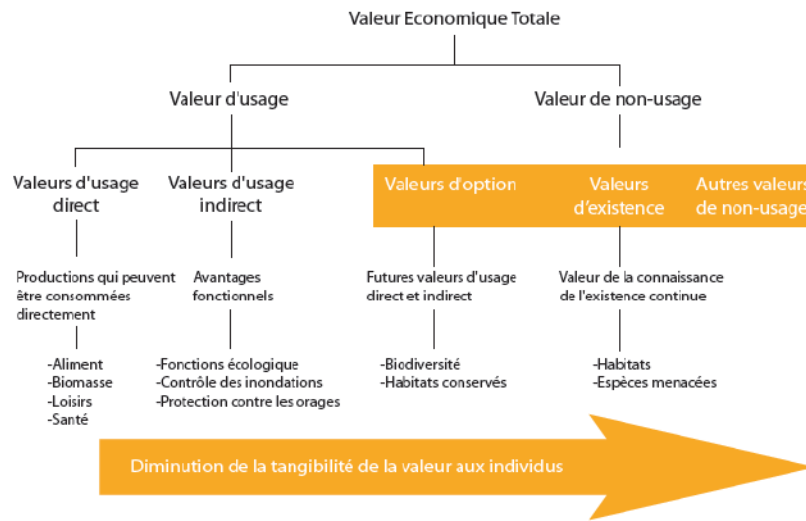 Valeur Economique Totale
Valeur d'usage
Valeur de non-usage
Valeurs d'usage
direct
Valeurs d'usage
indirect
Valeurs d'option
Valeurs
d'existence
Autres valeurs
de non-usage
Productions qui peuvent
être consommées
directement
Avantages
fonctionnels
Futures valeurs d'usage
direct et indirect
Valeur de la connaissance
de l'existence continue
-Aliment
-Biomasse
-Loisirs
-Santé
-Fonctions écologique
-Contrôle des inondations
-Protection contre les orages
-Biodiversité
-Habitats conservés
-Habitats
-Espèces menacées
Diminution de la tangibilité de la valeur aux individus